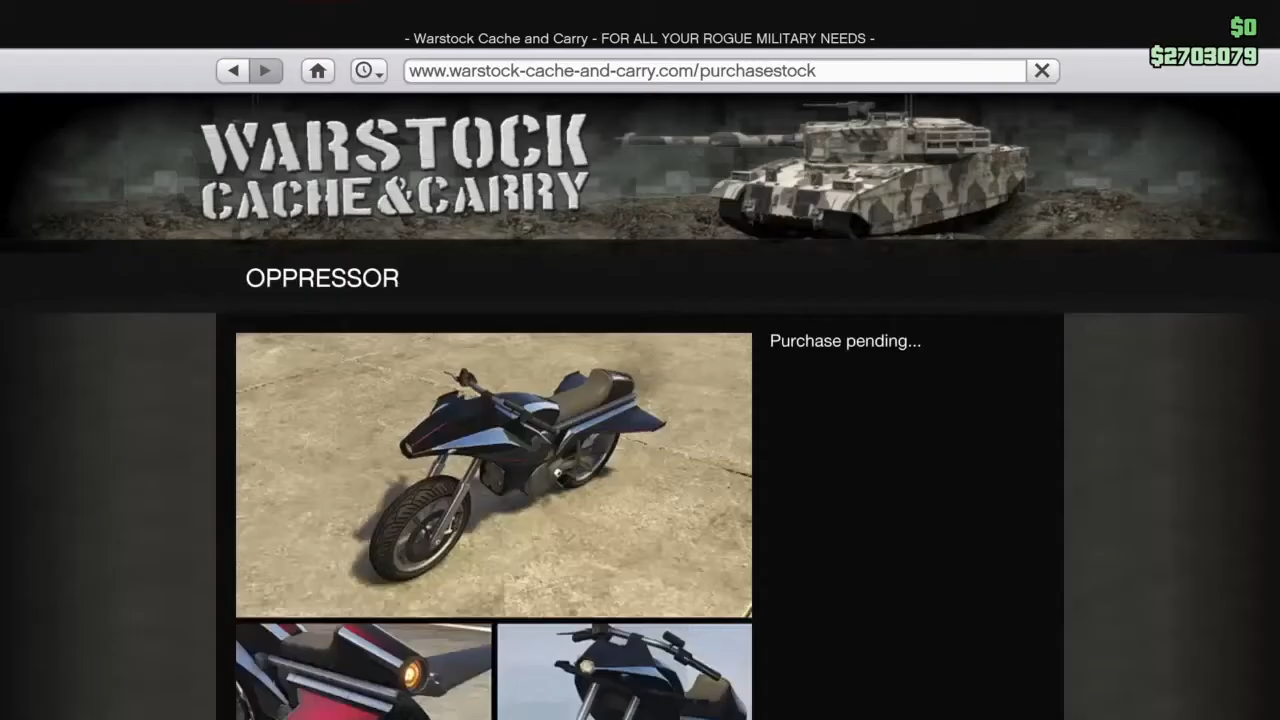 - Warstock Cache and Carry - FOR ALL YOUR ROGUE MILITARY NEEDS -
$0
$2703079
www.warstock-cache-and-carry.com/purchasestock
WARSTOCK
CACHE&CARRY
OPPRESSOR
Purchase pending...